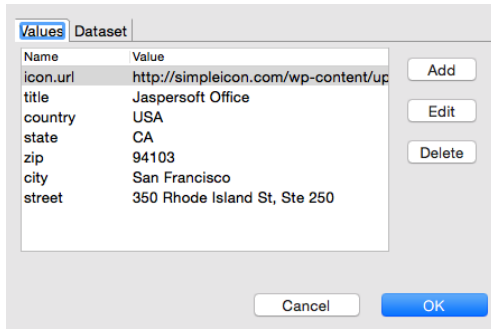 Values Dataset
Name Value
icon.url http://simpleicon.com/wp-content/up
title Jaspersoft Office
country USA
state CA
zip 94103
city San Francisco
street 350 Rhode Island St, Ste 250
Add
Edit
Delete
Cancel OK